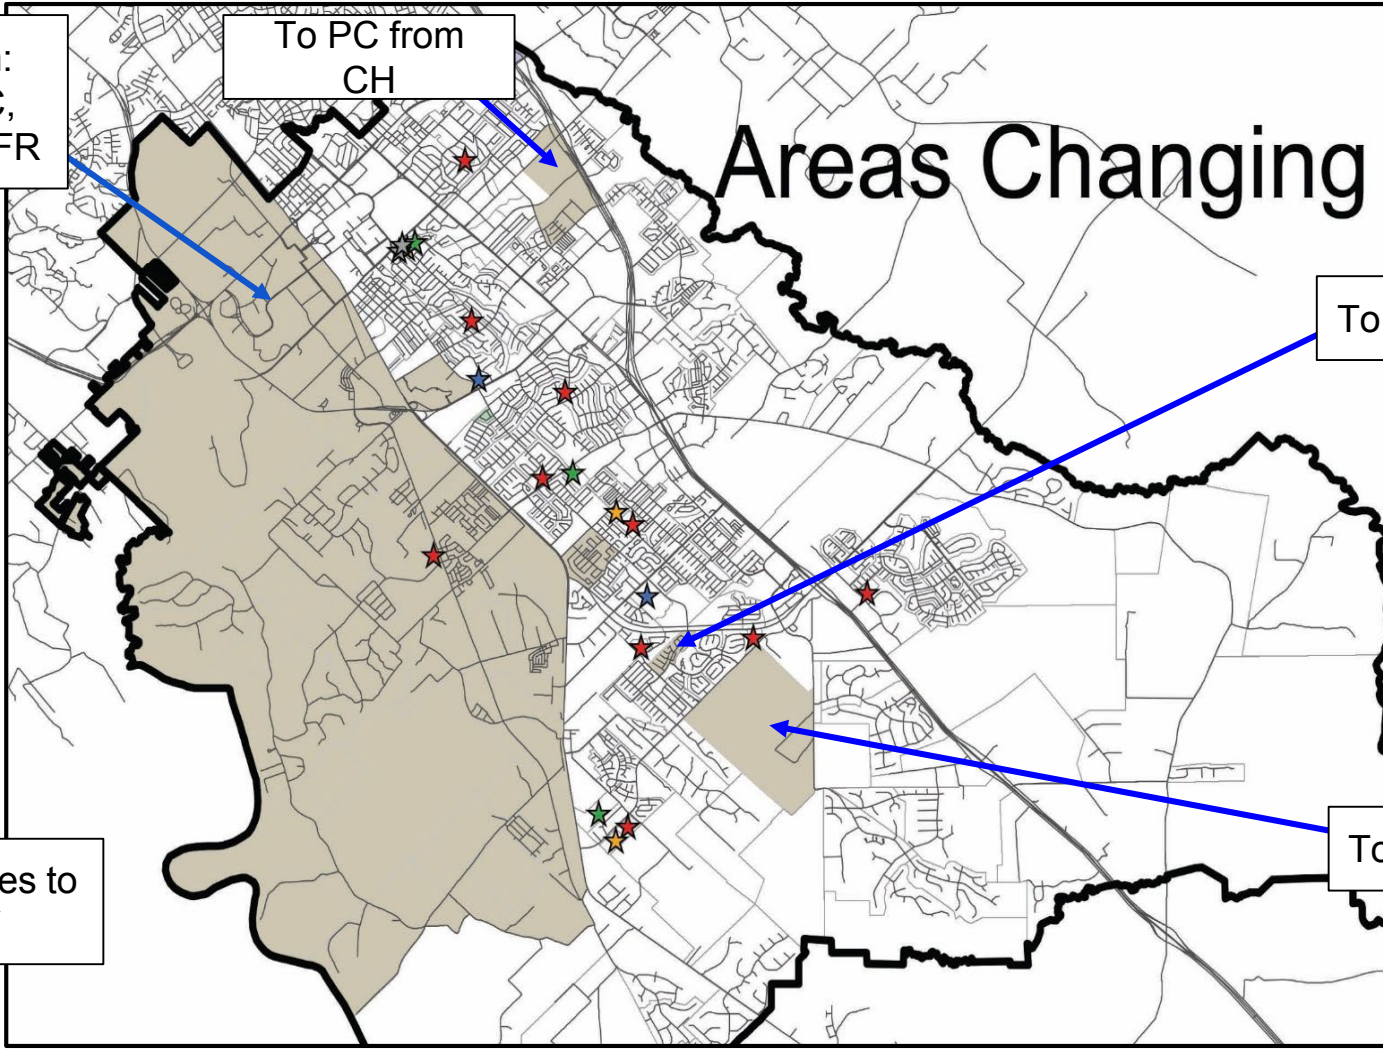 To PC from
CH
:
C,
FR
Areas Changing
To
To
es to